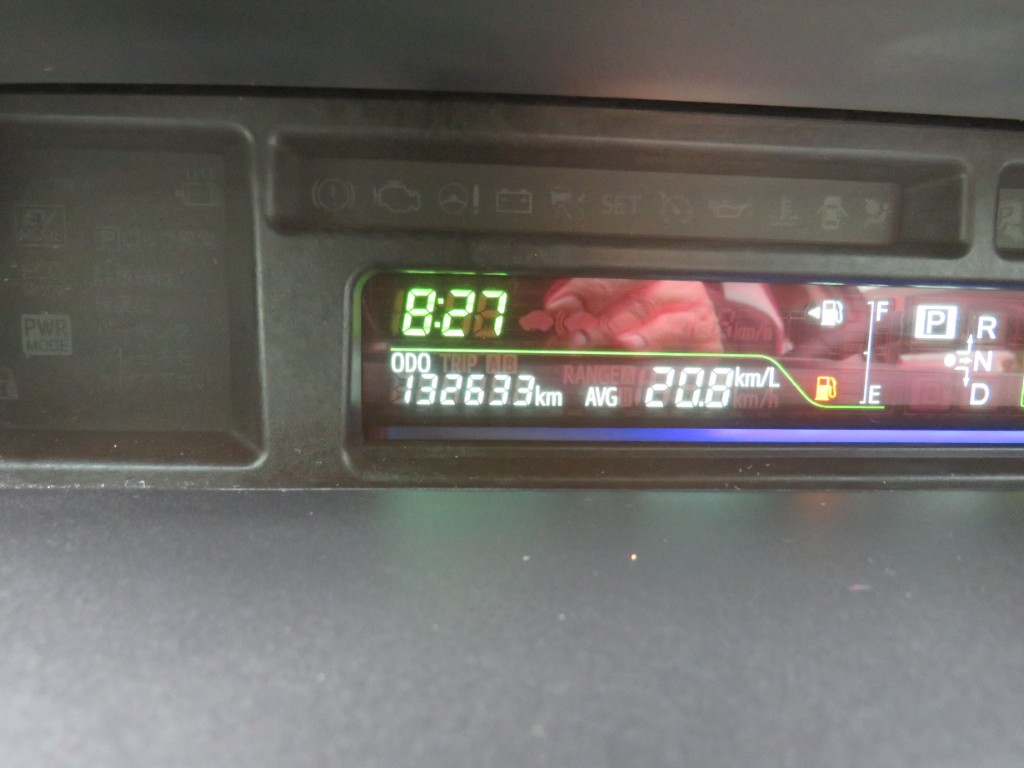 SET
PWR
MODE
8:27
F
P
R
ODO
TRIP A B
N
132633km
RANGE
AVG 20.8km/L
km/h
E
D